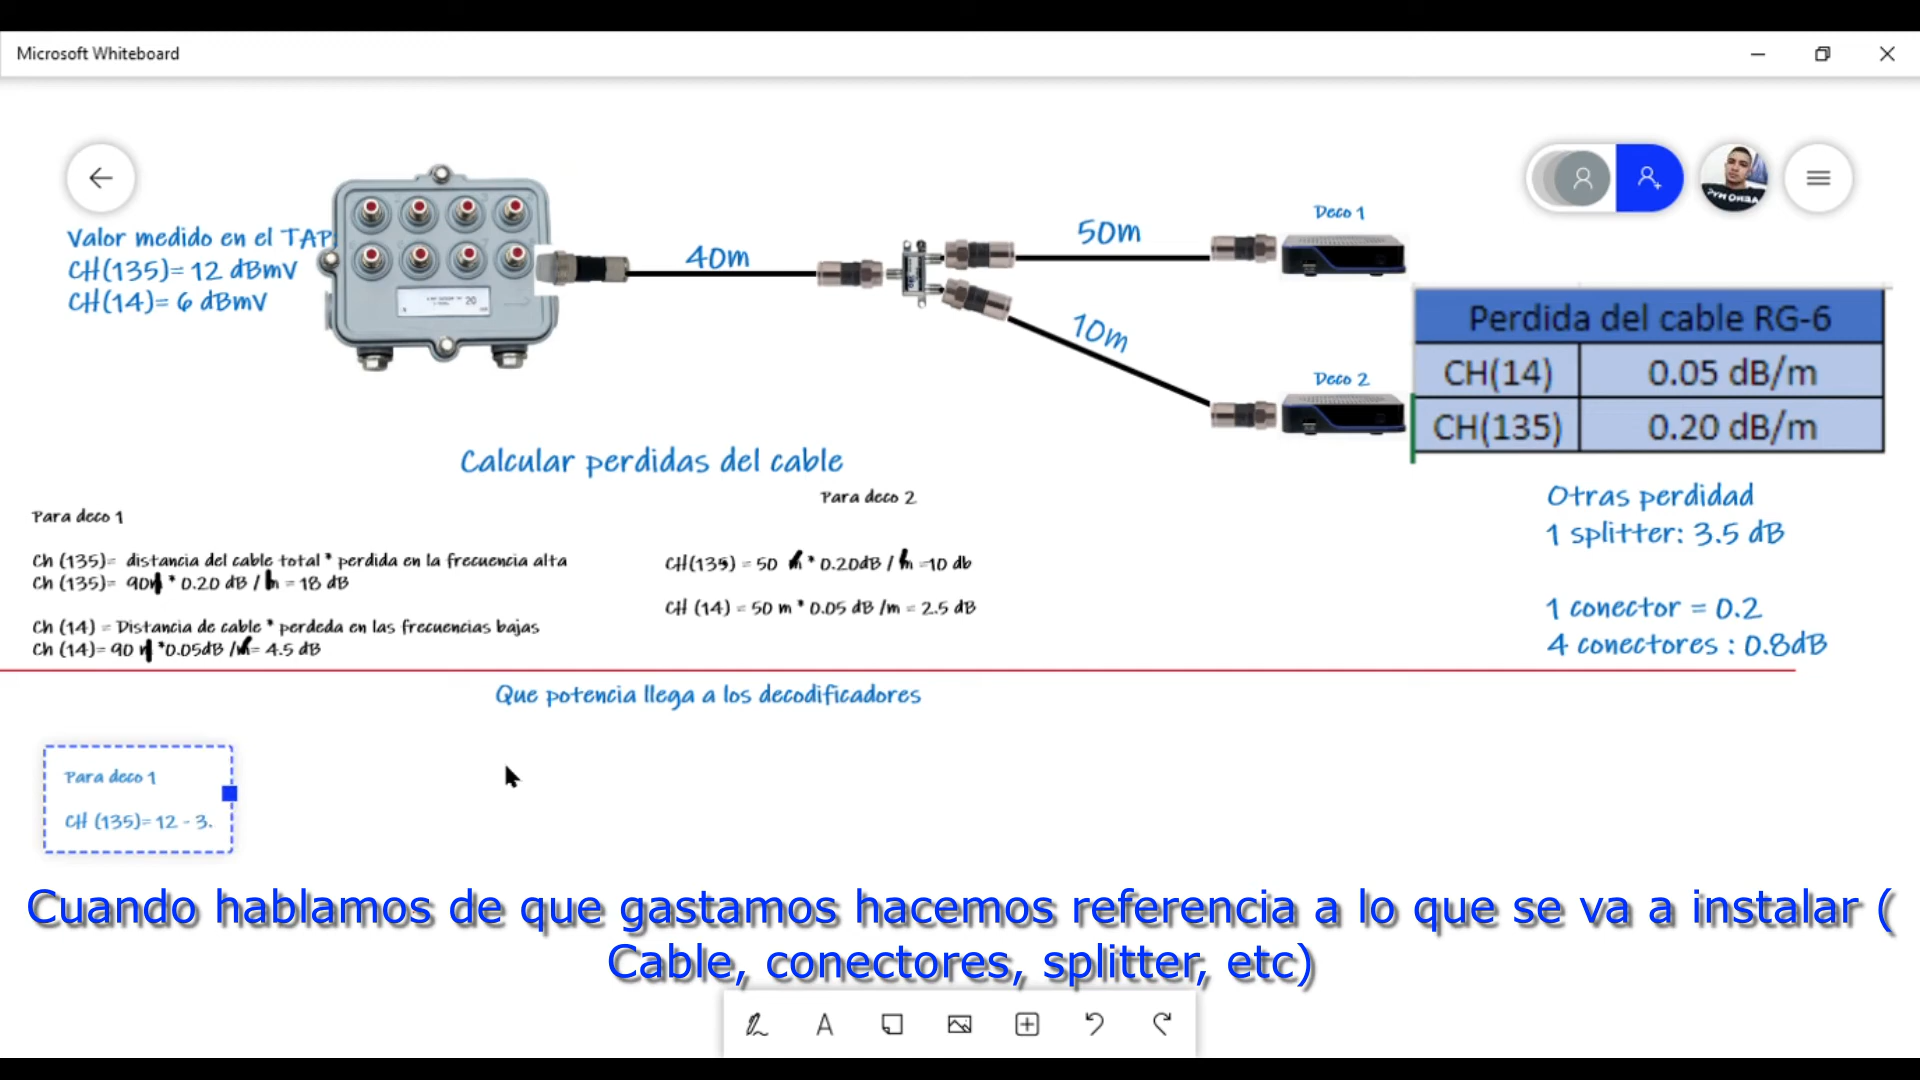 Microsoft Whiteboard
Valor medido en el TAP
CH(135)= 12 dBmV
CH(14)= 6 dBmV
20
40m
50m
10m
Deco 1
Deco 2
Perdida del cable RG-6
CH(14) 0.05 dB/m
CH(135) 0.20 dB/m
Calcular perdidas del cable
Para deco 1
Ch (135)= distancia del cable total * perdida en la frecuencia alta
Ch (135)= 90m * 0.20 dB / m = 18 dB
Ch (14) = Distancia de cable * perdeda en las frecuencias bajas
Ch (14)= 90 m *0.05dB /m= 4.5 dB
Para deco 2
CH(135) = 50 m * 0.20dB / m =10 db
CH (14) = 50 m * 0.05 dB /m = 2.5 dB
Otras perdidad
1 splitter: 3.5 dB
1 conector = 0.2
4 conectores : 0.8dB
Que potencia llega a los decodificadores
Para deco 1
CH (135)= 12 - 3.
Cuando hablamos de que gastamos hacemos referencia a lo que se va a instalar (
Cable, conectores, splitter, etc)